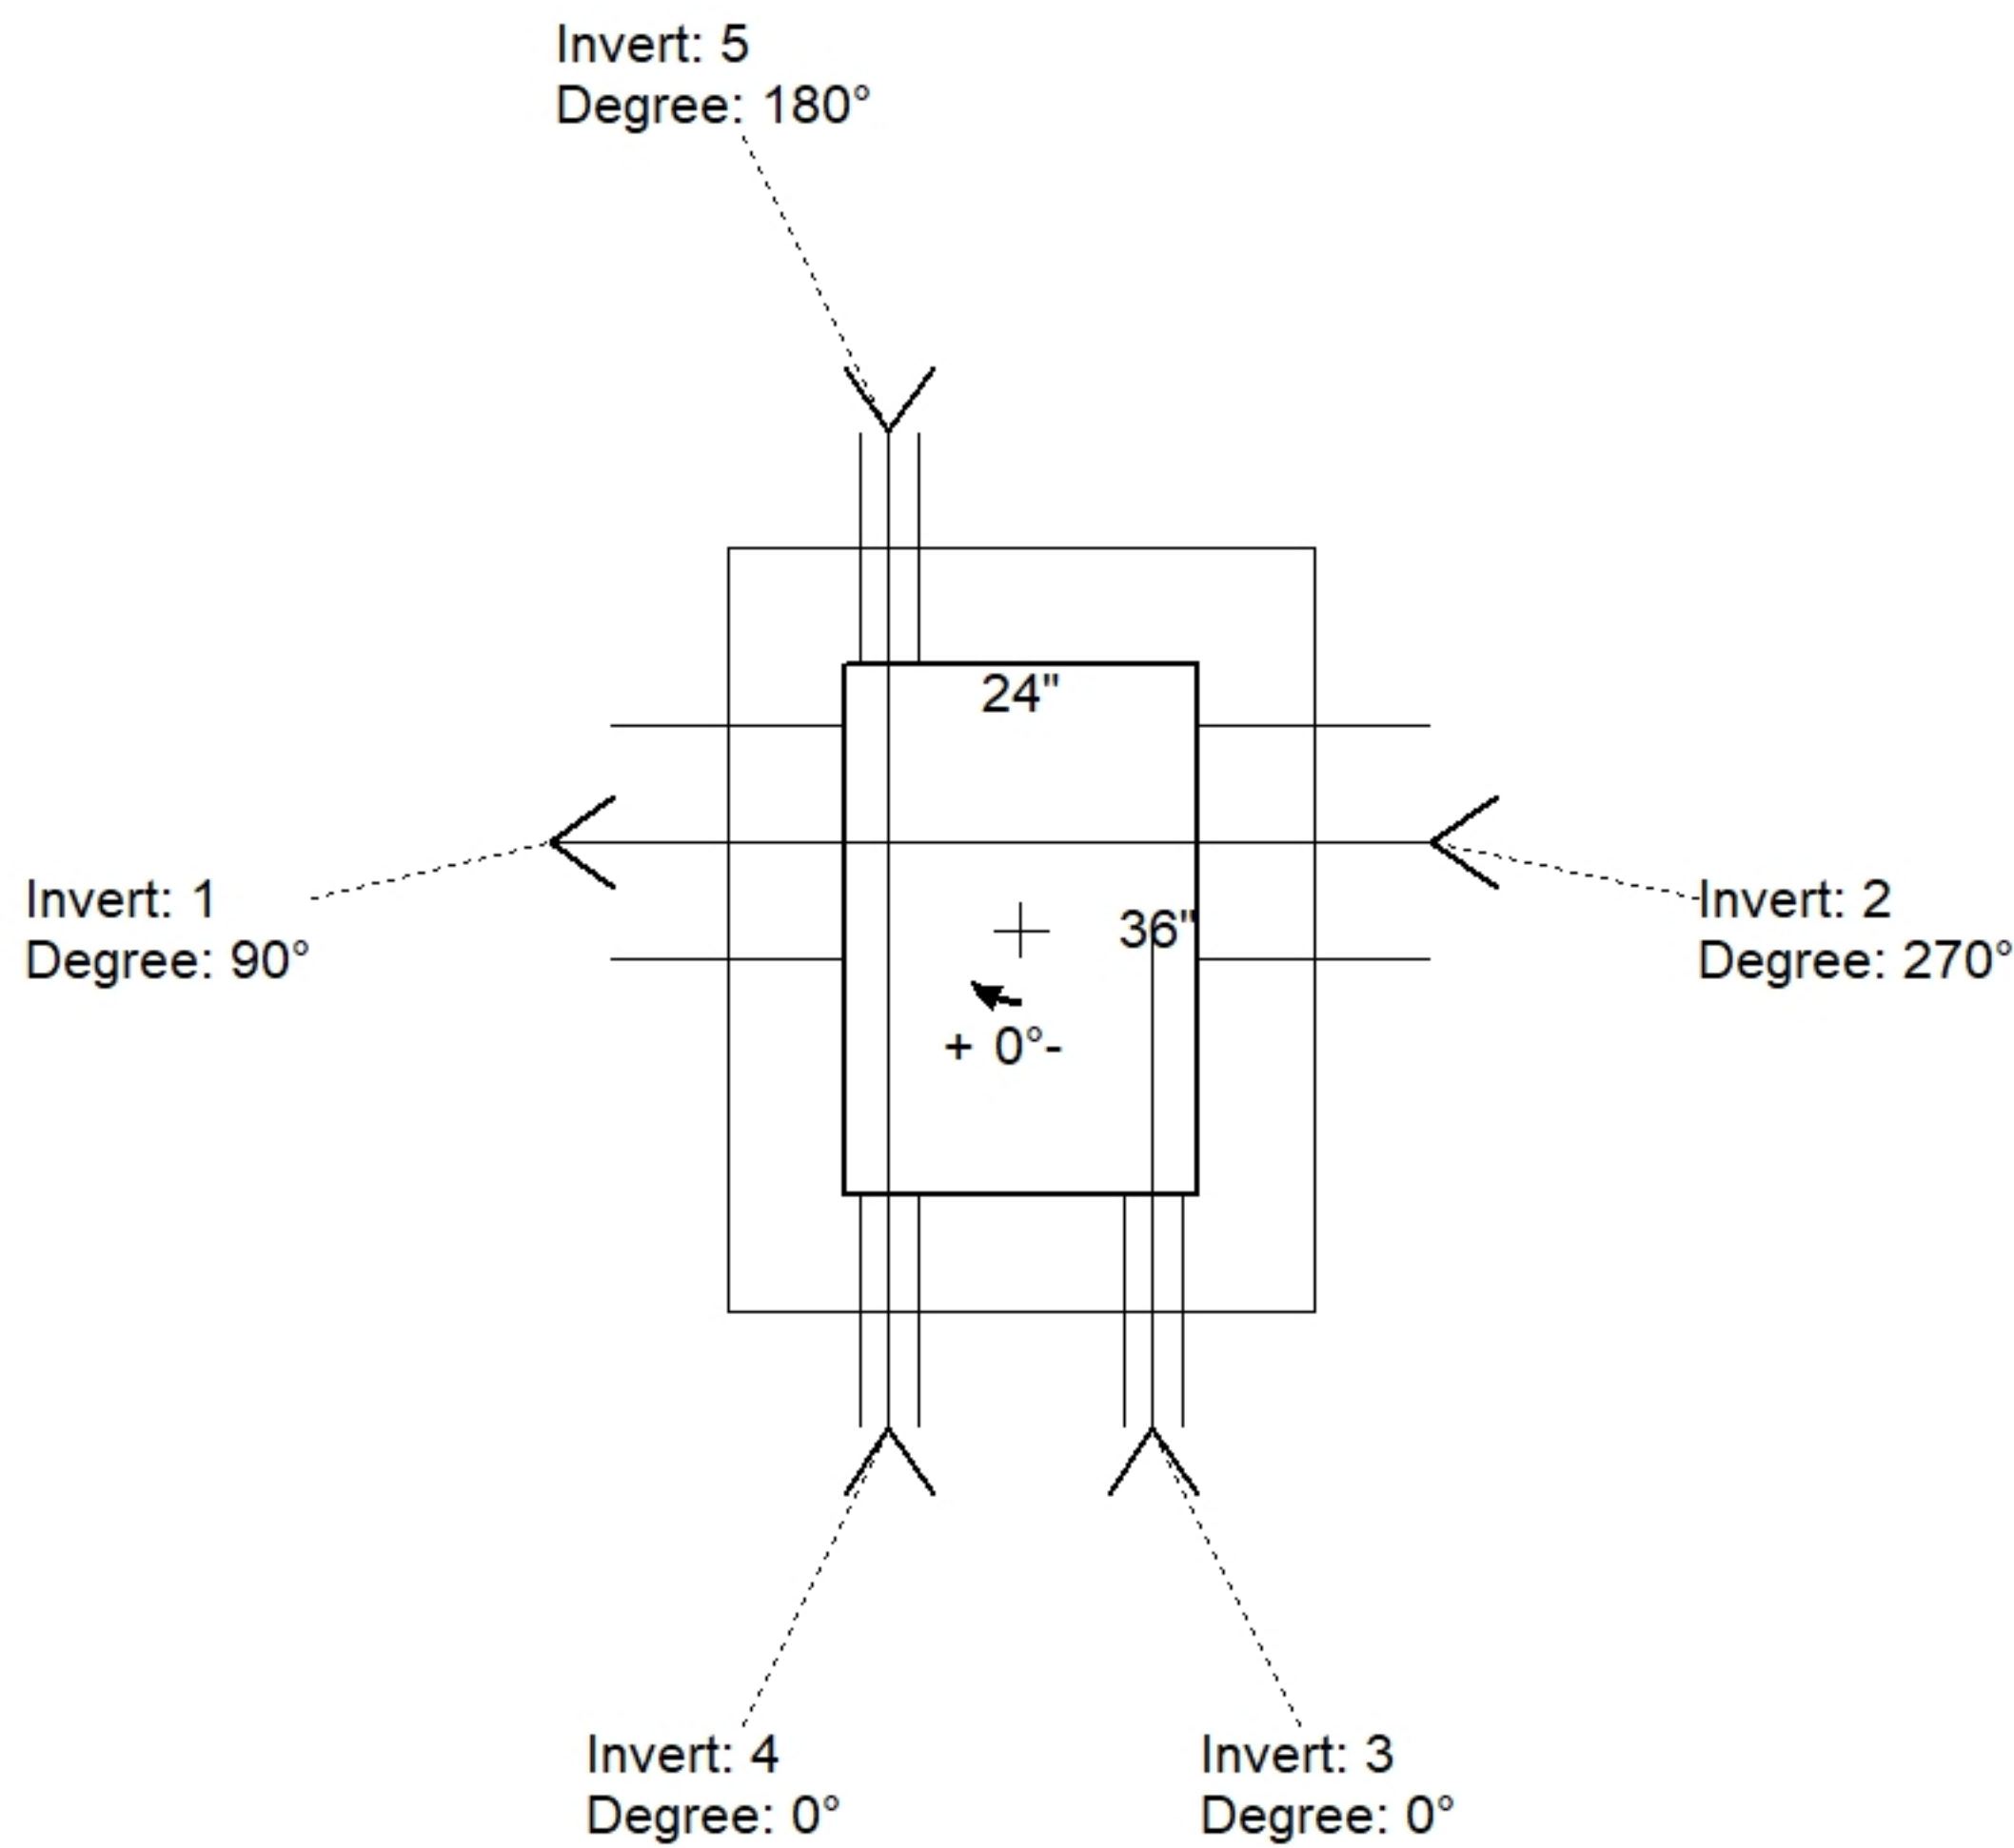 Invert: 5
Degree: 180°
24"
Invert: 1
Degree: 90°
Invert: 2
Degree: 270°
36"
+ 0°-
Invert: 4
Degree: 0°
Invert: 3
Degree: 0°